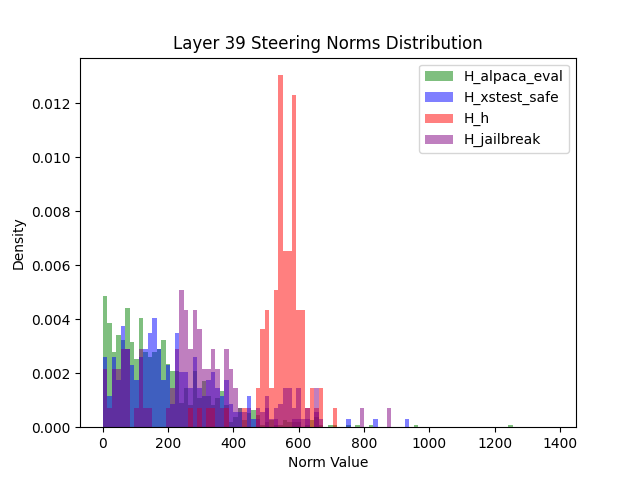 Layer 39 Steering Norms Distribution
H_alpaca_eval
H_xstest_safe
H_h
H_jailbreak
Density
0.012
0.010
0.008
0.006
0.004
0.002
0.000
0 200 400 600 800 1000 1200 1400
Norm Value